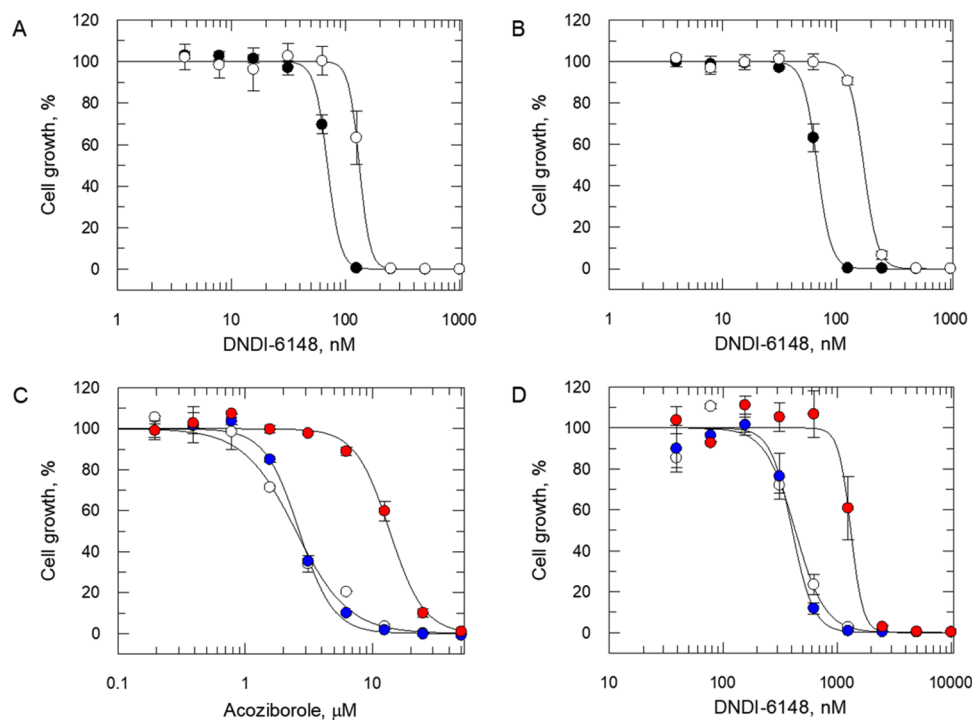 A
120
100
80
60
40
20
0
Cell growth, %
1 10 100 1000
DNDI-6148, nM
B
120
100
80
60
40
20
0
Cell growth, %
1 10 100 1000
DNDI-6148, nM
C
120
100
80
60
40
20
0
Cell growth, %
0.1 1 10
Acoziborole, μM
D
120
100
80
60
40
20
0
Cell growth, %
10 100 1000 10000
DNDI-6148, nM